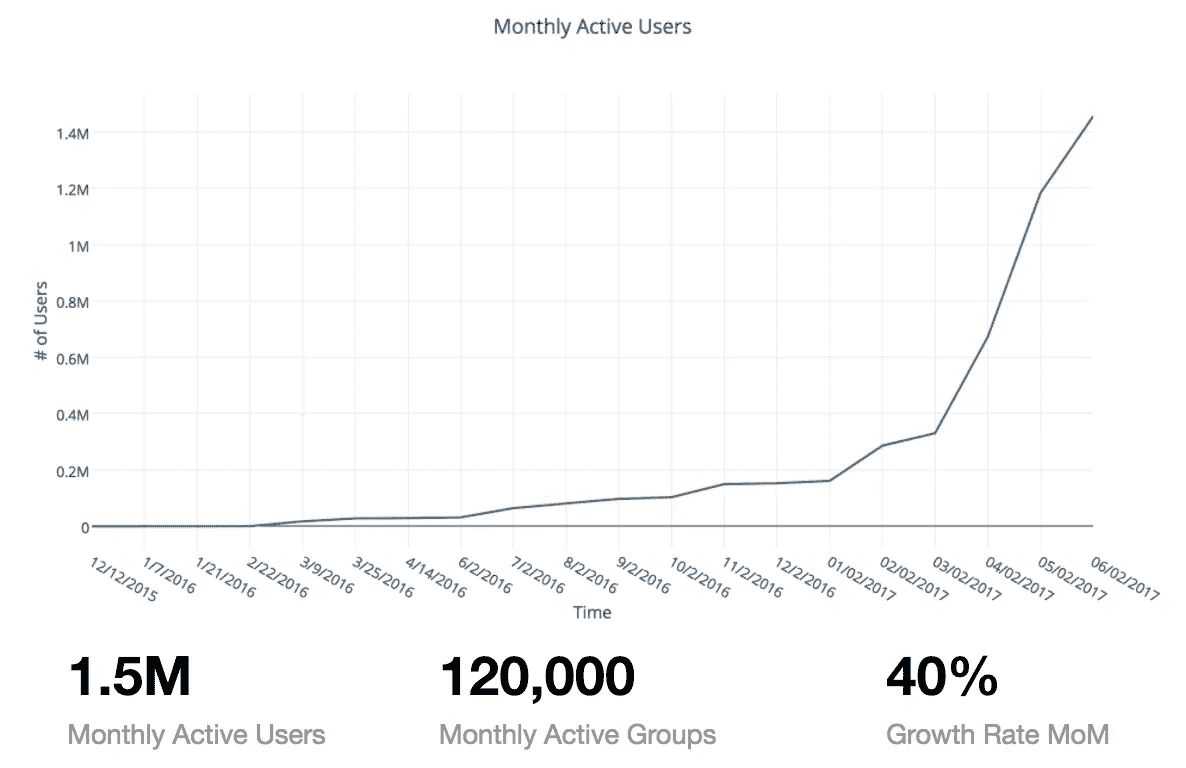 Monthly Active Users
1.4M
1.2M
1M
0.8M
# of Users
0.6M
0.4M
0.2M
0
12/12/2015 1/7/2016 1/21/2016 2/22/2016 3/9/2016 3/25/2016 4/14/2016 6/2/2016 7/2/2016 8/2/2016 9/2/2016 10/2/2016 11/2/2016 12/2/2016 01/02/2017 02/02/2017 03/02/2017 04/02/2017 05/02/2017 06/02/2017
Time
1.5M 120,000 40%
Monthly Active Users Monthly Active Groups Growth Rate MoM